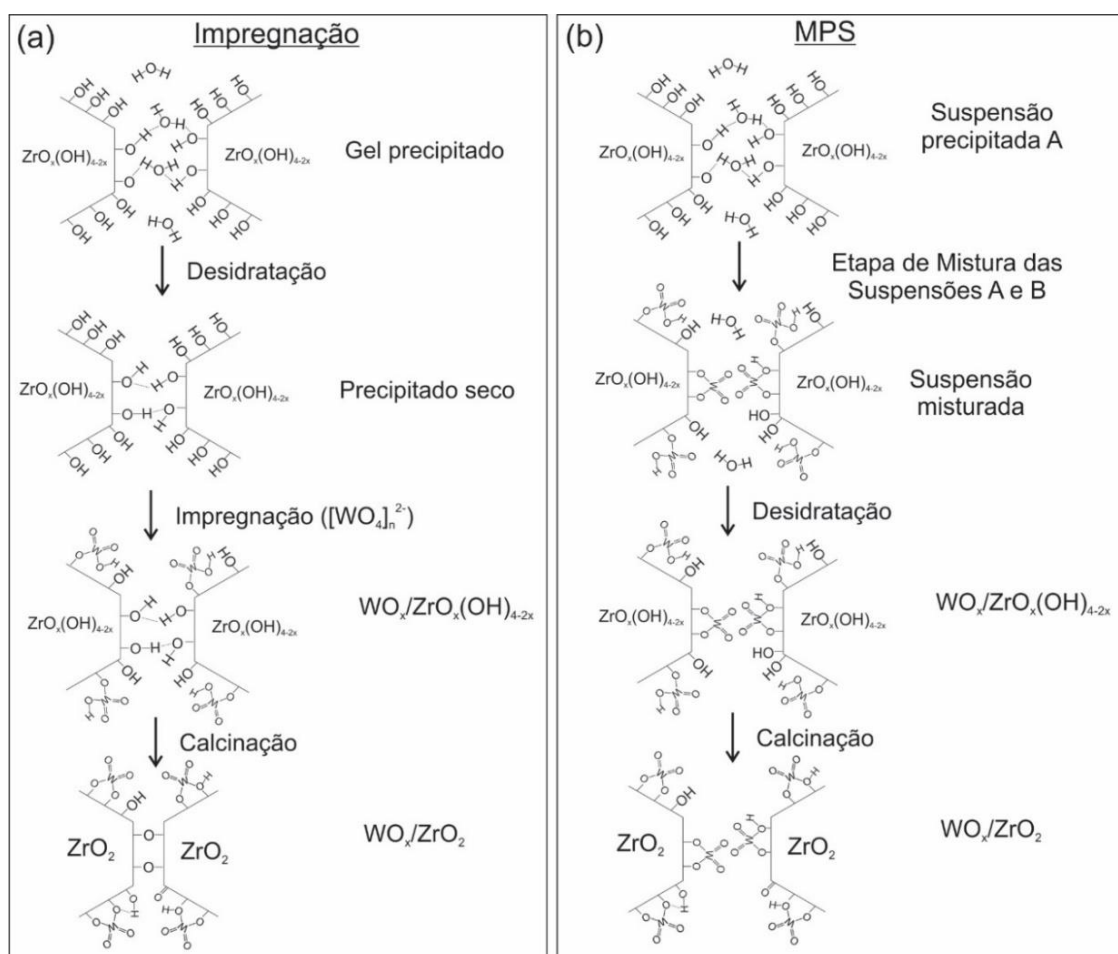 (a)
Impregnação
ZrOₓ(OH)₄₋₂ₓ
ZrOₓ(OH)₄₋₂ₓ
Gel precipitado
Desidratação
ZrOₓ(OH)₄₋₂ₓ
ZrOₓ(OH)₄₋₂ₓ
Precipitado seco
Impregnação ([WO₄]ₙ²⁻)
ZrOₓ(OH)₄₋₂ₓ
ZrOₓ(OH)₄₋₂ₓ
WOₓ/ZrOₓ(OH)₄₋₂ₓ
Calcinação
ZrO₂
ZrO₂
WOₓ/ZrO₂
(b)
MPS
ZrOₓ(OH)₄₋₂ₓ
ZrOₓ(OH)₄₋₂ₓ
Suspensão
precipitada A
Etapa de Mistura das
Suspensões A e B
ZrOₓ(OH)₄₋₂ₓ
ZrOₓ(OH)₄₋₂ₓ
Suspensão
misturada
Desidratação
ZrOₓ(OH)₄₋₂ₓ
ZrOₓ(OH)₄₋₂ₓ
WOₓ/ZrOₓ(OH)₄₋₂ₓ
Calcinação
ZrO₂
ZrO₂
WOₓ/ZrO₂